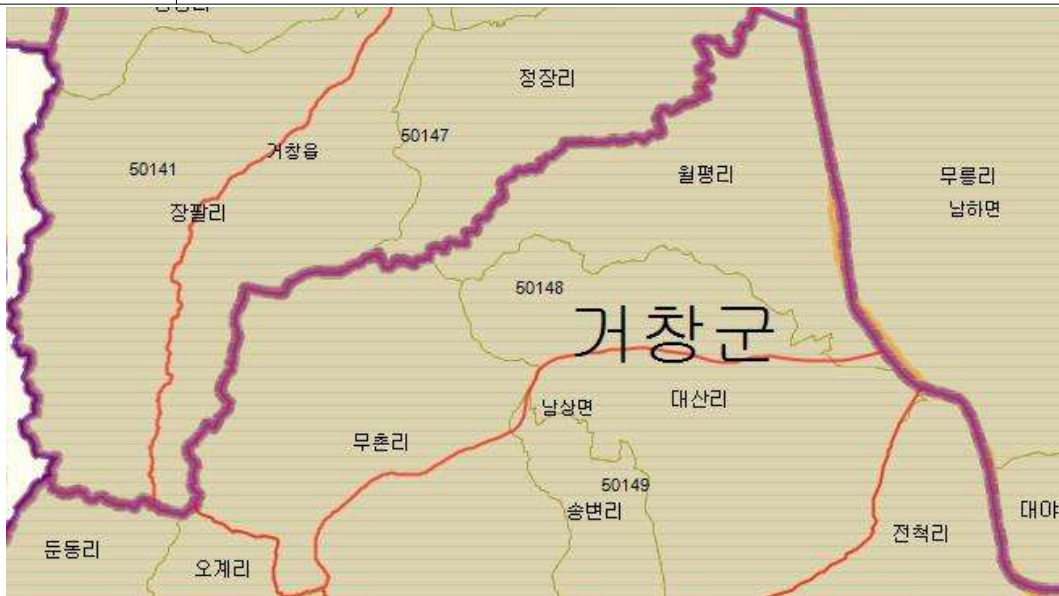 정장리
50147
거창읍
50141
월평리
무릉리
남하면
장팔리
50148
거창군
대산리
남상면
무촌리
50149
송변리
대야
전척리
둔동리
오계리